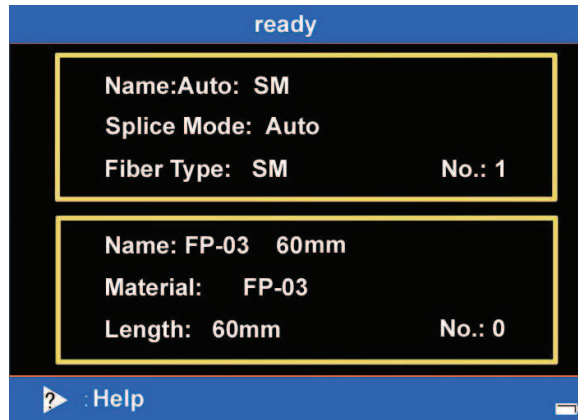 ready
Name:Auto: SM
Splice Mode: Auto
Fiber Type: SM No.: 1
Name: FP-03 60mm
Material: FP-03
Length: 60mm No.: 0
? :Help